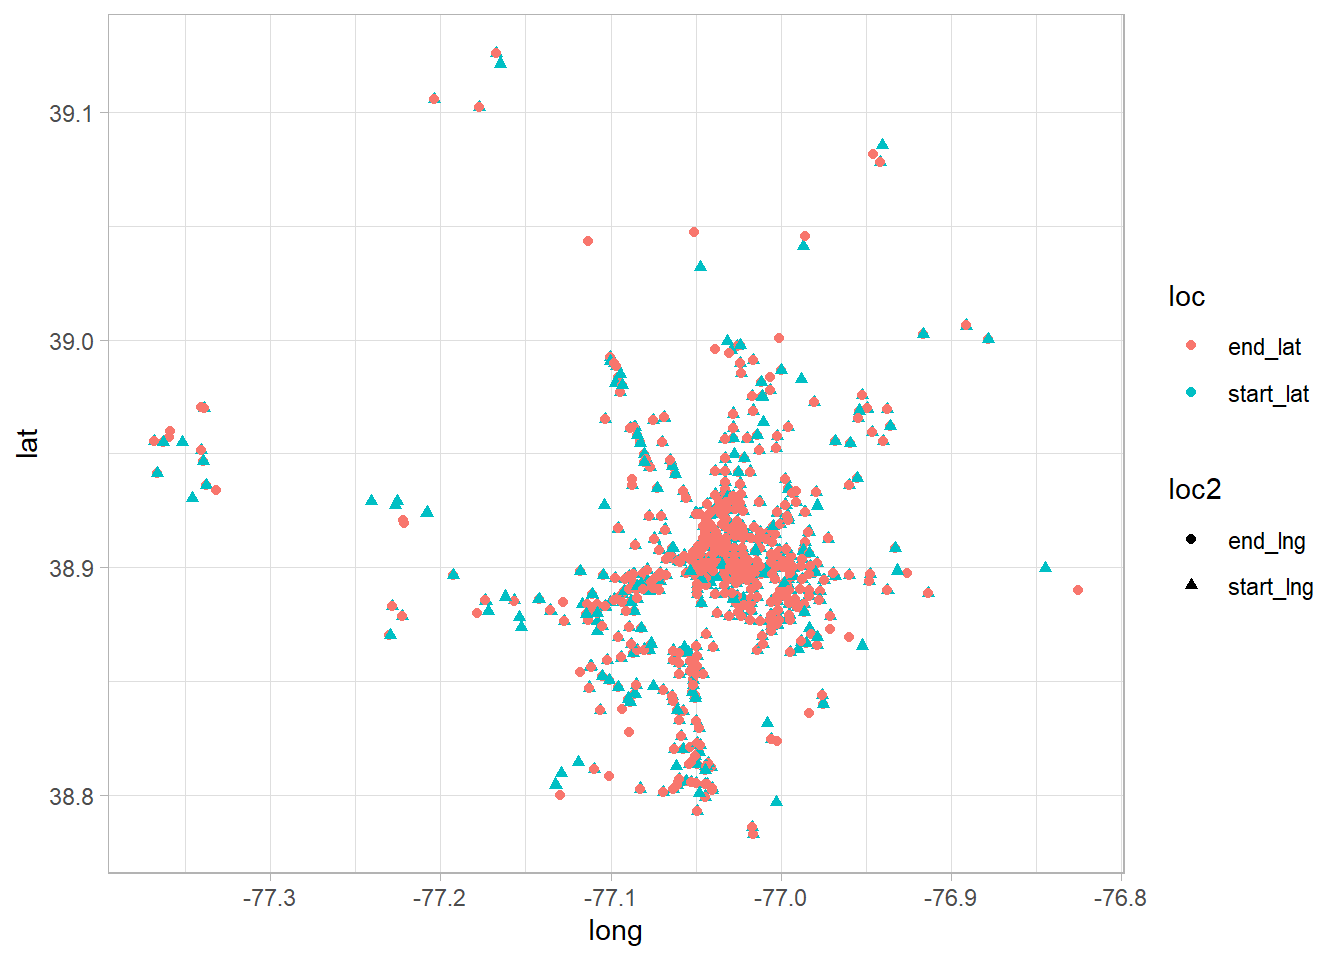 39.1
39.0
38.9
38.8
lat
-77.3
-77.2
-77.1
-77.0
-76.9
-76.8
long
loc
end_lat
start_lat
loc2
end_lng
start_lng